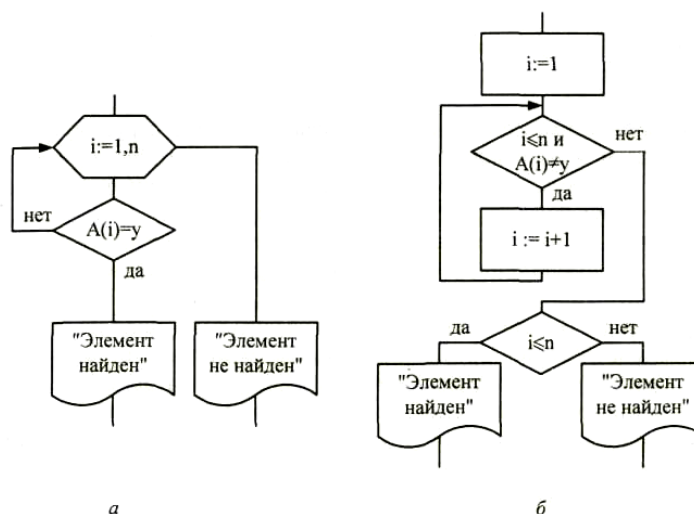 i:=1,n
нет
A(i)=y
да
"Элемент
найден"
"Элемент
не найден"
а
i:=1
i⩽n и
A(i)≠y
нет
да
i := i+1
да
i⩽n
нет
"Элемент
найден"
"Элемент
не найден"
б